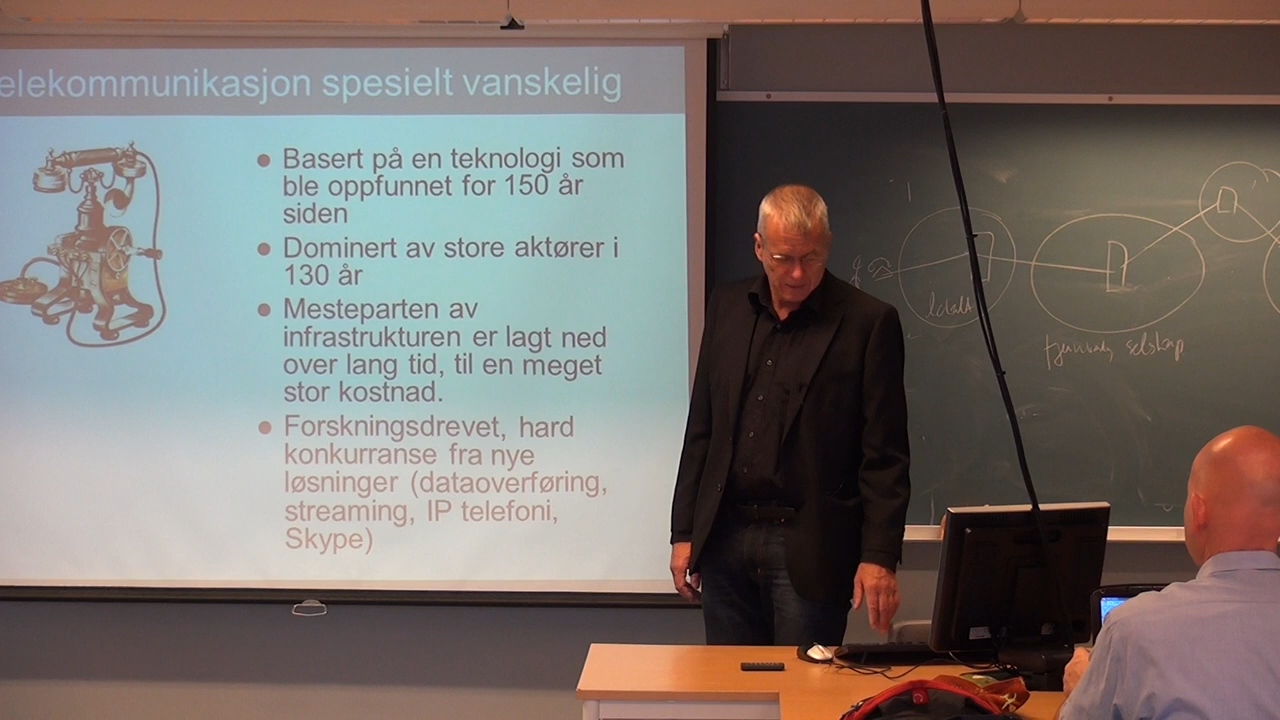 elekommunikasjon spesielt vanskelig
Basert på en teknologi som
ble oppfunnet for 150 år
siden
Dominert av store aktører i
130 år
Mesteparten av
infrastrukturen er lagt ned
over lang tid, til en meget
stor kostnad.
Forskningsdrevet, hard
konkurranse fra nye
løsninger (dataoverføring,
streaming, IP telefoni,
Skype)
lokalt
selskap